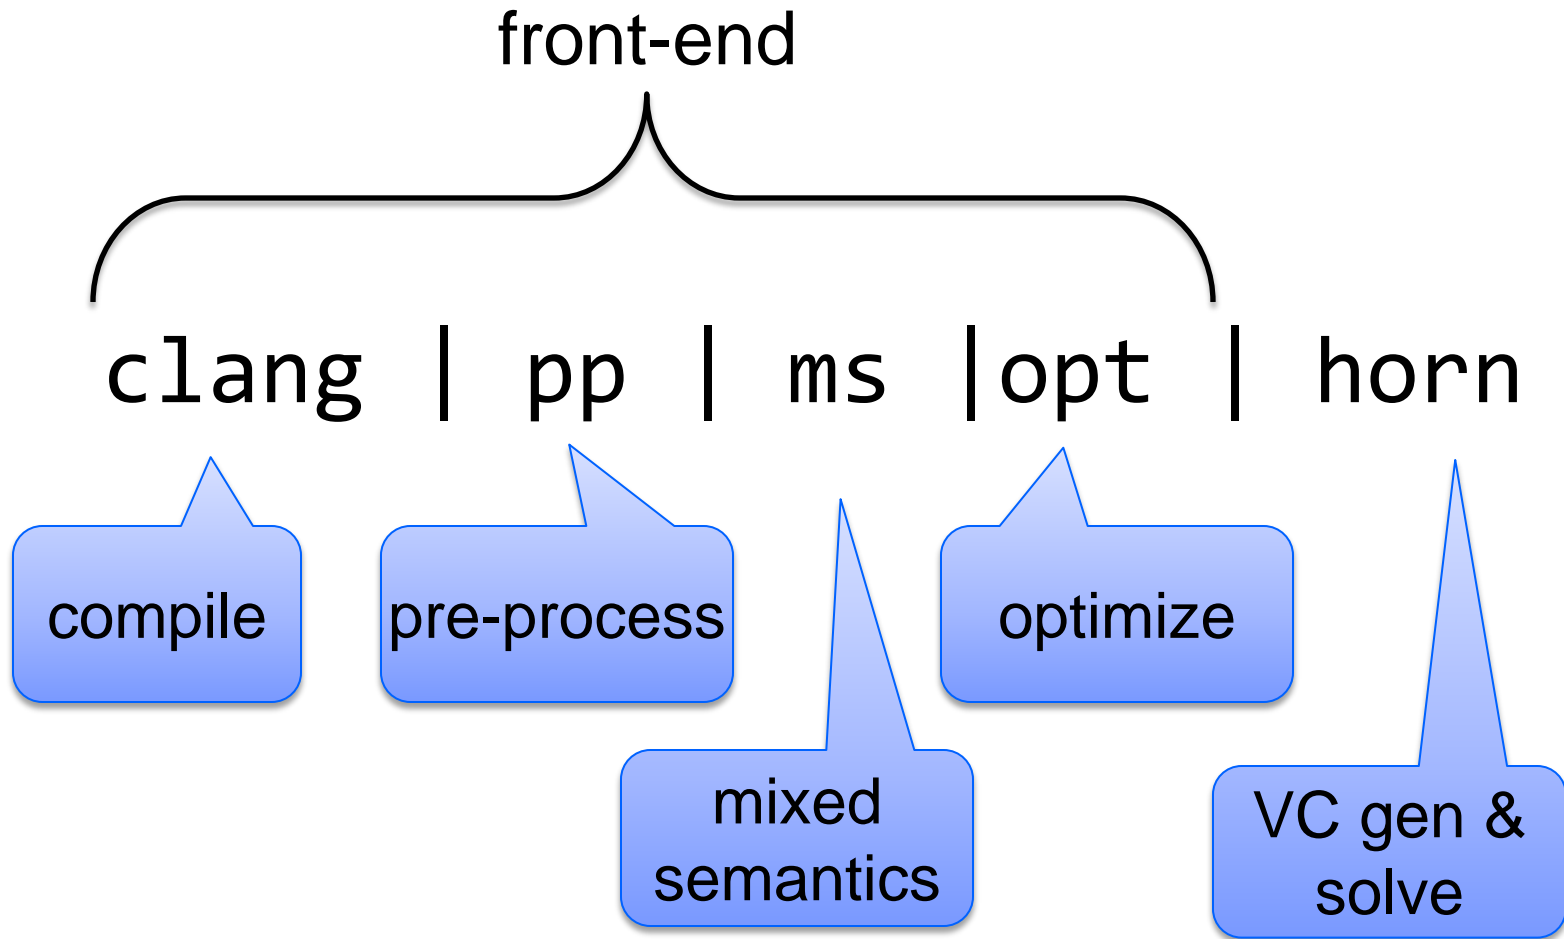 front-end
clang | pp | ms |opt | horn
compile
pre-process
optimize
mixed
semantics
VC gen &
solve